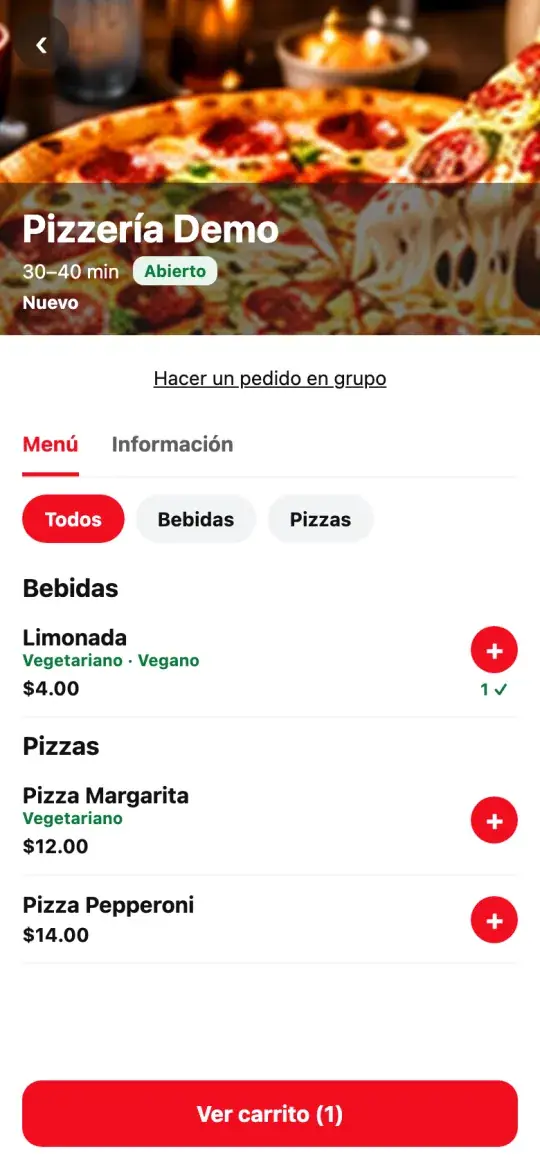 Pizzería Demo
30–40 min Abierto
Nuevo
Hacer un pedido en grupo
Menú Información
Todos Bebidas Pizzas
Bebidas
Limonada
Vegetariano · Vegano
$4.00
1 ✓
Pizzas
Pizza Margarita
Vegetariano
$12.00
Pizza Pepperoni
$14.00
Ver carrito (1)